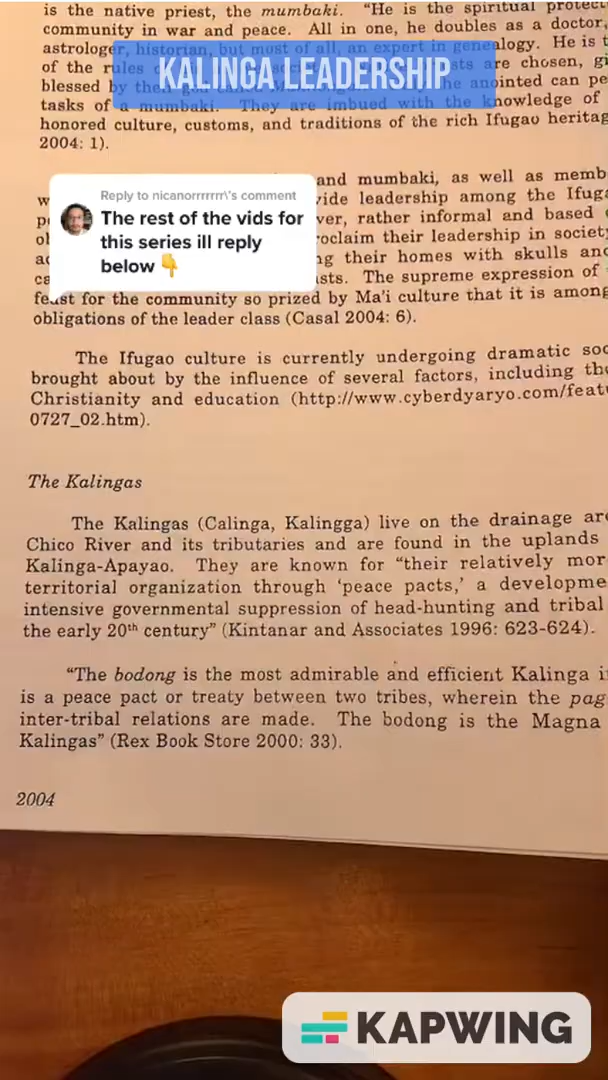 is the native priest, the mumbaki. "He is the spiritual protect
community in war and peace. All in one, he doubles as a doctor,
astrologer, historian, but most of all, an expert in genealogy. He is t
of the rules are chosen, gi
blessed by their anointed can pe
tasks of a mumbaki. They are imbued with the knowledge of
honored culture, customs, and traditions of the rich Ifugao heritag
2004: 1).
KALINGA LEADERSHIP
and mumbaki, as well as memb
vide leadership among the Ifuga
ver, rather informal and based
roclaim their leadership in societ
ng their homes with skulls and
sts. The supreme expression of
feast for the community so prized by Ma'i culture that it is among
obligations of the leader class (Casal 2004: 6).
Reply to nicanorrrrrrr\'s comment
The rest of the vids for
this series ill reply
below 👇
The Ifugao culture is currently undergoing dramatic soc
brought about by the influence of several factors, including the
Christianity and education (http://www.cyberdyaryo.com/feat
0727_02.htm).
The Kalingas
The Kalingas (Calinga, Kalingga) live on the drainage are
Chico River and its tributaries and are found in the uplands
Kalinga-Apayao. They are known for "their relatively mor
territorial organization through 'peace pacts,' a developme
intensive governmental suppression of head-hunting and tribal
the early 20th century" (Kintanar and Associates 1996: 623-624).
"The bodong is the most admirable and efficient Kalinga i
is a peace pact or treaty between two tribes, wherein the pag
inter-tribal relations are made. The bodong is the Magna
Kalingas" (Rex Book Store 2000: 33).
2004
KAPWING